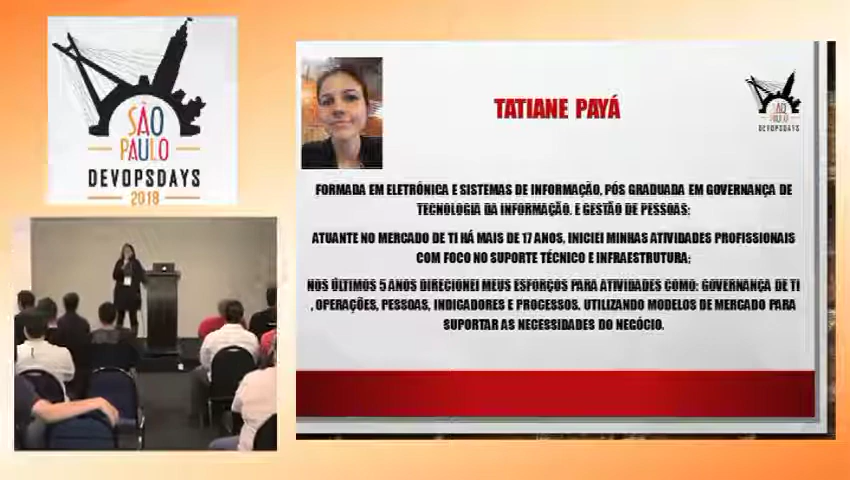 SÃO
PAULO
DEVOPSDAYS
2018
TATIANE PAYÁ
SÃO
PAULO
DEVOPSDAYS
FORMADA EM ELETRÔNICA E SISTEMAS DE INFORMAÇÃO, PÓS GRADUADA EM GOVERNANÇA DE
TECNOLOGIA DA INFORMAÇÃO, E GESTÃO DE PESSOAS;
ATUANTE NO MERCADO DE TI HÁ MAIS DE 17 ANOS, INICIEI MINHAS ATIVIDADES PROFISSIONAIS
COM FOCO NO SUPORTE TÉCNICO E INFRAESTRUTURA;
NOS ÚLTIMOS 5 ANOS DIRECIONEI MEUS ESFORÇOS PARA ATIVIDADES COMO: GOVERNANÇA DE TI
, OPERAÇÕES, PESSOAS, INDICADORES E PROCESSOS. UTILIZANDO MODELOS DE MERCADO PARA
SUPORTAR AS NECESSIDADES DO NEGÓCIO.